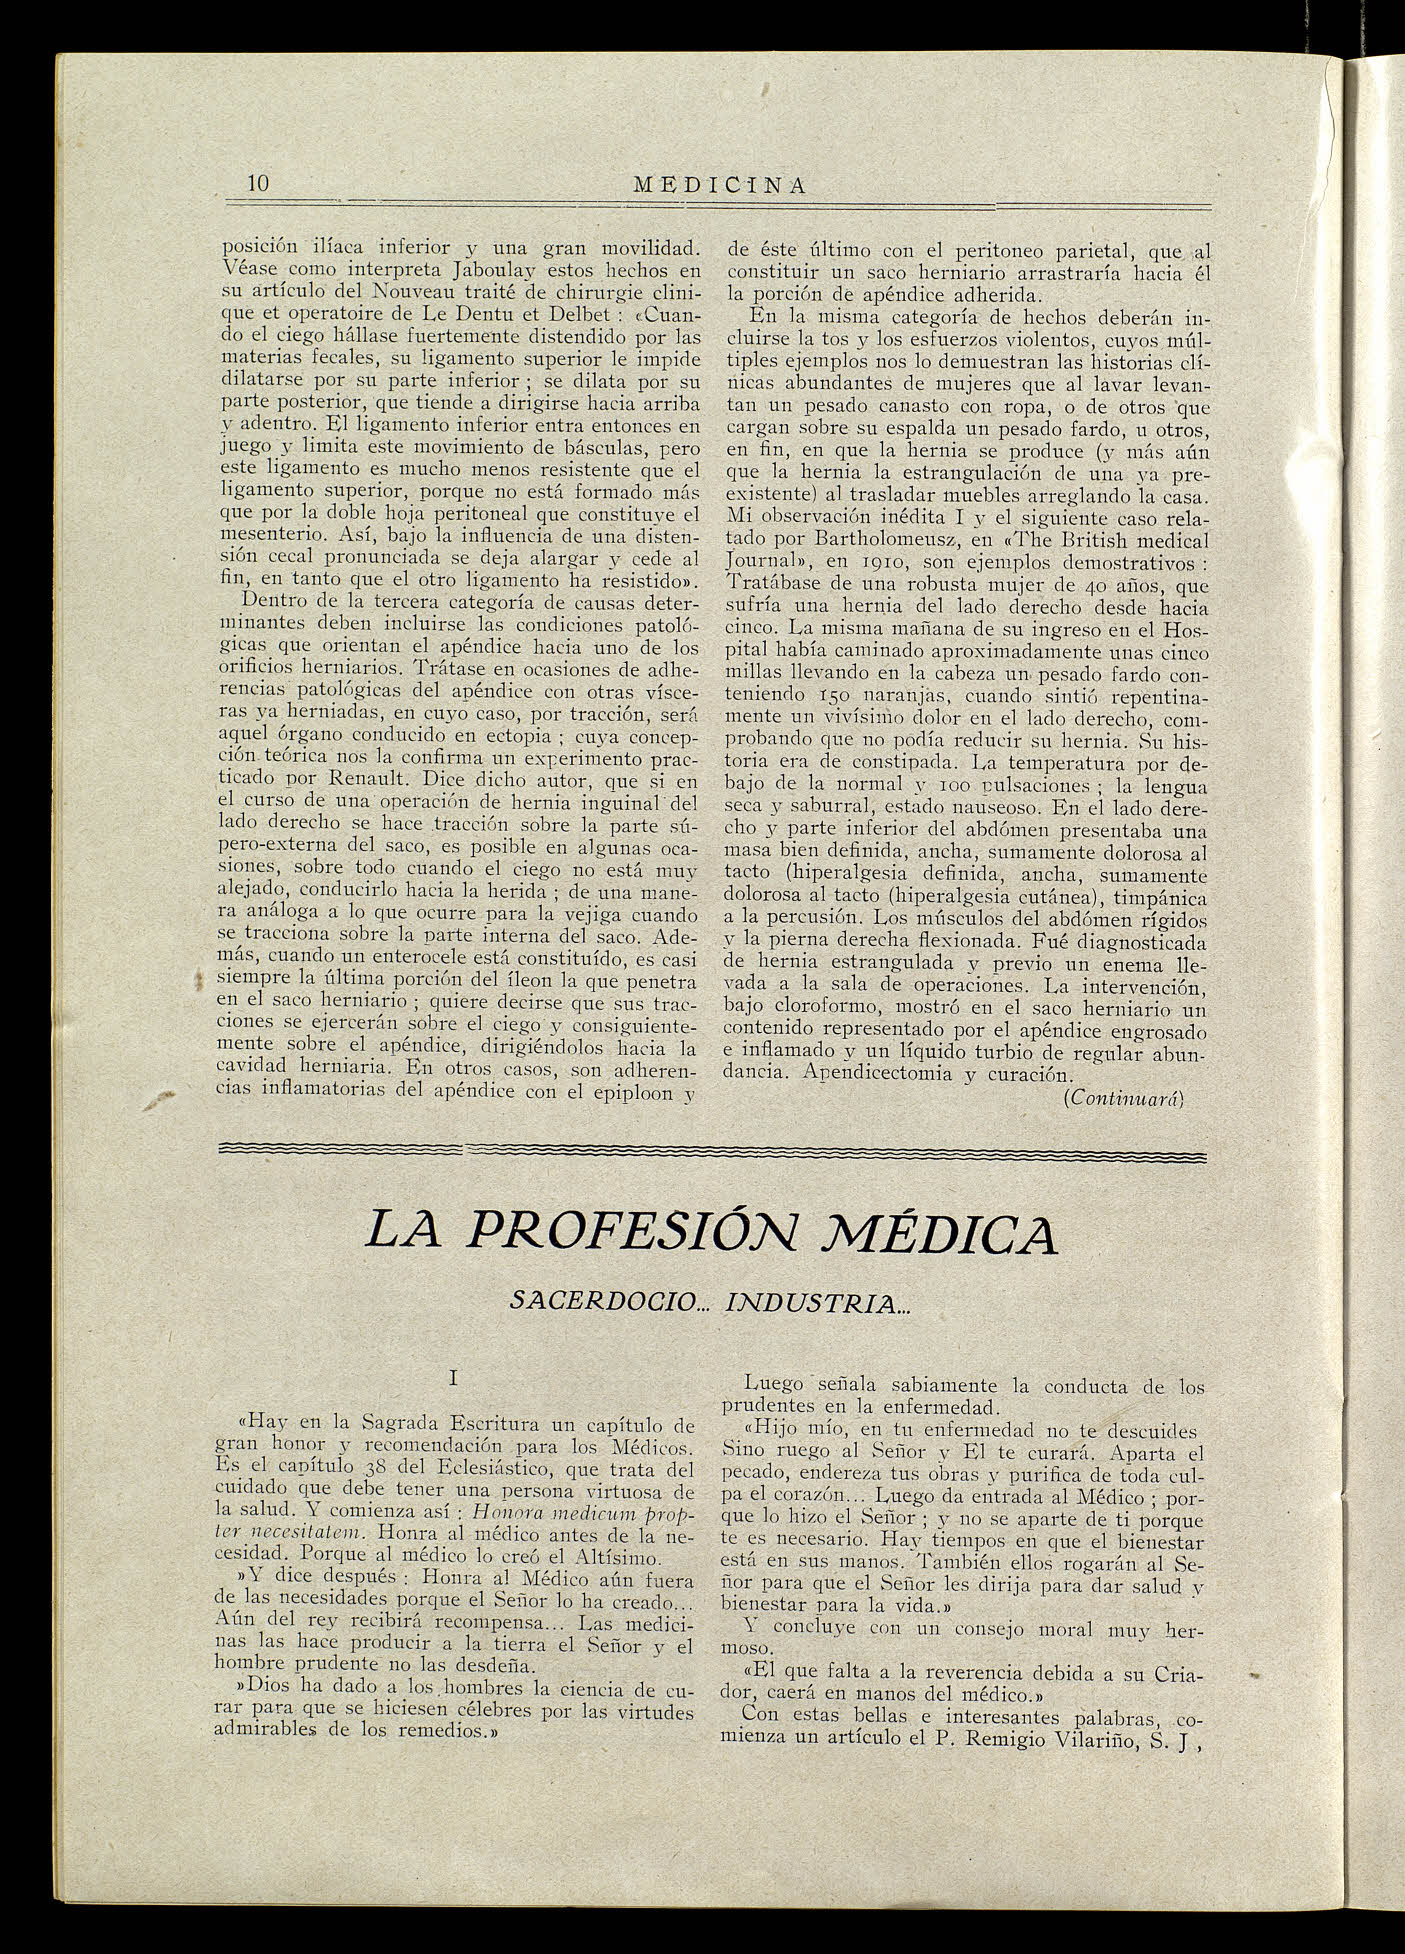 10
MEDICINA
posición ilíaca inferior y una gran movilidad.
Véase como interpreta Jaboulay estos hechos en
su artículo del Nouveau traité de chirurgie clini-
que et operatoire de Le Dentu et Delbet : «Cuan-
do el ciego hállase fuertemente distendido por las
materias fecales, su ligamento superior le impide
dilatarse por su parte inferior ; se dilata por su
parte posterior, que tiende a dirigirse hacia arriba
y adentro. El ligamento inferior entra entonces en
juego y limita este movimiento de básculas, pero
este ligamento es mucho menos resistente que el
ligamento superior, porque no está formado más
que por la doble hoja peritoneal que constituye el
mesenterio. Así, bajo la influencia de una disten-
sión cecal pronunciada se deja alargar y cede al
fin, en tanto que el otro ligamento ha resistido».
Dentro de la tercera categoría de causas deter-
minantes deben incluirse las condiciones patoló-
gicas que orientan el apéndice hacia uno de los
orificios herniarios. Trátase en ocasiones de adhe-
rencias patológicas del apéndice con otras vísce-
ras ya herniadas, en cuyo caso, por tracción, será
aquel órgano conducido en ectopia ; cuya concep-
ción teórica nos la confirma un experimento prac-
ticado por Renault. Dice dicho autor, que si en
el curso de una operación de hernia inguinal del
lado derecho se hace tracción sobre la parte sú-
pero-externa del saco, es posible en algunas oca-
siones, sobre todo cuando el ciego no está muy
alejado, conducirlo hacia la herida ; de una mane-
ra análoga a lo que ocurre para la vejiga cuando
se tracciona sobre la parte interna del saco. Ade-
más, cuando un enterocele está constituído, es casi
siempre la última porción del íleon la que penetra
en el saco herniario ; quiere decirse que sus trac-
ciones se ejercerán sobre el ciego y consiguiente-
mente sobre el apéndice, dirigiéndolos hacia la
cavidad herniaria. En otros casos, son adheren-
cias inflamatorias del apéndice con el epiploon y
de éste último con el peritoneo parietal, que al
constituir un saco herniario arrastraría hacia él
la porción de apéndice adherida.
En la misma categoría de hechos deberán in-
cluirse la tos y los esfuerzos violentos, cuyos múl-
tiples ejemplos nos lo demuestran las historias clí-
nicas abundantes de mujeres que al lavar levan-
tan un pesado canasto con ropa, o de otros que
cargan sobre su espalda un pesado fardo, u otros,
en fin, en que la hernia se produce (y más aún
que la hernia la estrangulación de una ya pre-
existente) al trasladar muebles arreglando la casa.
Mi observación inédita I y el siguiente caso rela-
tado por Bartholomeusz, en «The British medical
Journal», en 1910, son ejemplos demostrativos :
Tratábase de una robusta mujer de 40 años, que
sufría una hernia del lado derecho desde hacia
cinco. La misma mañana de su ingreso en el Hos-
pital había caminado aproximadamente unas cinco
millas llevando en la cabeza un pesado fardo con-
teniendo 150 naranjas, cuando sintió repentina-
mente un vivísimo dolor en el lado derecho, com-
probando que no podía reducir su hernia. Su his-
toria era de constipada. La temperatura por de-
bajo de la normal y 100 pulsaciones ; la lengua
seca y saburral, estado nauseoso. En el lado dere-
cho y parte inferior del abdómen presentaba una
masa bien definida, ancha, sumamente dolorosa al
tacto (hiperalgesia definida, ancha, sumamente
dolorosa al tacto (hiperalgesia cutánea), timpánica
a la percusión. Los músculos del abdómen rígidos
y la pierna derecha flexionada. Fué diagnosticada
de hernia estrangulada y previo un enema lle-
vada a la sala de operaciones. La intervención,
bajo cloroformo, mostró en el saco herniario un
contenido representado por el apéndice engrosado
e inflamado y un líquido turbio de regular abun-
dancia. Apendicectomia y curación.
(Continuará)
LA PROFESIÓN MÉDICA
SACERDOCIO... INDUSTRIA...
I
«Hay en la Sagrada Escritura un capítulo de
gran honor y recomendación para los Médicos.
Es el capítulo 38 del Eclesiástico, que trata del
cuidado que debe tener una persona virtuosa de
la salud. Y comienza así : Honora medicum prop-
ter necesitatem. Honra al médico antes de la ne-
cesidad. Porque al médico lo creó el Altísimo.
»Y dice después : Honra al Médico aún fuera
de las necesidades porque el Señor lo ha creado...
Aún del rey recibirá recompensa... Las medici-
nas las hace producir a la tierra el Señor y el
hombre prudente no las desdeña.
»Dios ha dado a los hombres la ciencia de cu-
rar para que se hiciesen célebres por las virtudes
admirables de los remedios.»
Luego señala sabiamente la conducta de los
prudentes en la enfermedad.
«Hijo mío, en tu enfermedad no te descuides
Sino ruego al Señor y El te curará. Aparta el
pecado, endereza tus obras y purifica de toda cul-
pa el corazón... Luego da entrada al Médico ; por-
que lo hizo el Señor ; y no se aparte de ti porque
te es necesario. Hay tiempos en que el bienestar
está en sus manos. También ellos rogarán al Se-
ñor para que el Señor les dirija para dar salud y
bienestar para la vida.»
Y concluye con un consejo moral muy her-
moso.
«El que falta a la reverencia debida a su Cria-
dor, caerá en manos del médico.»
Con estas bellas e interesantes palabras, co-
mienza un artículo el P. Remigio Vilariño, S. J ,